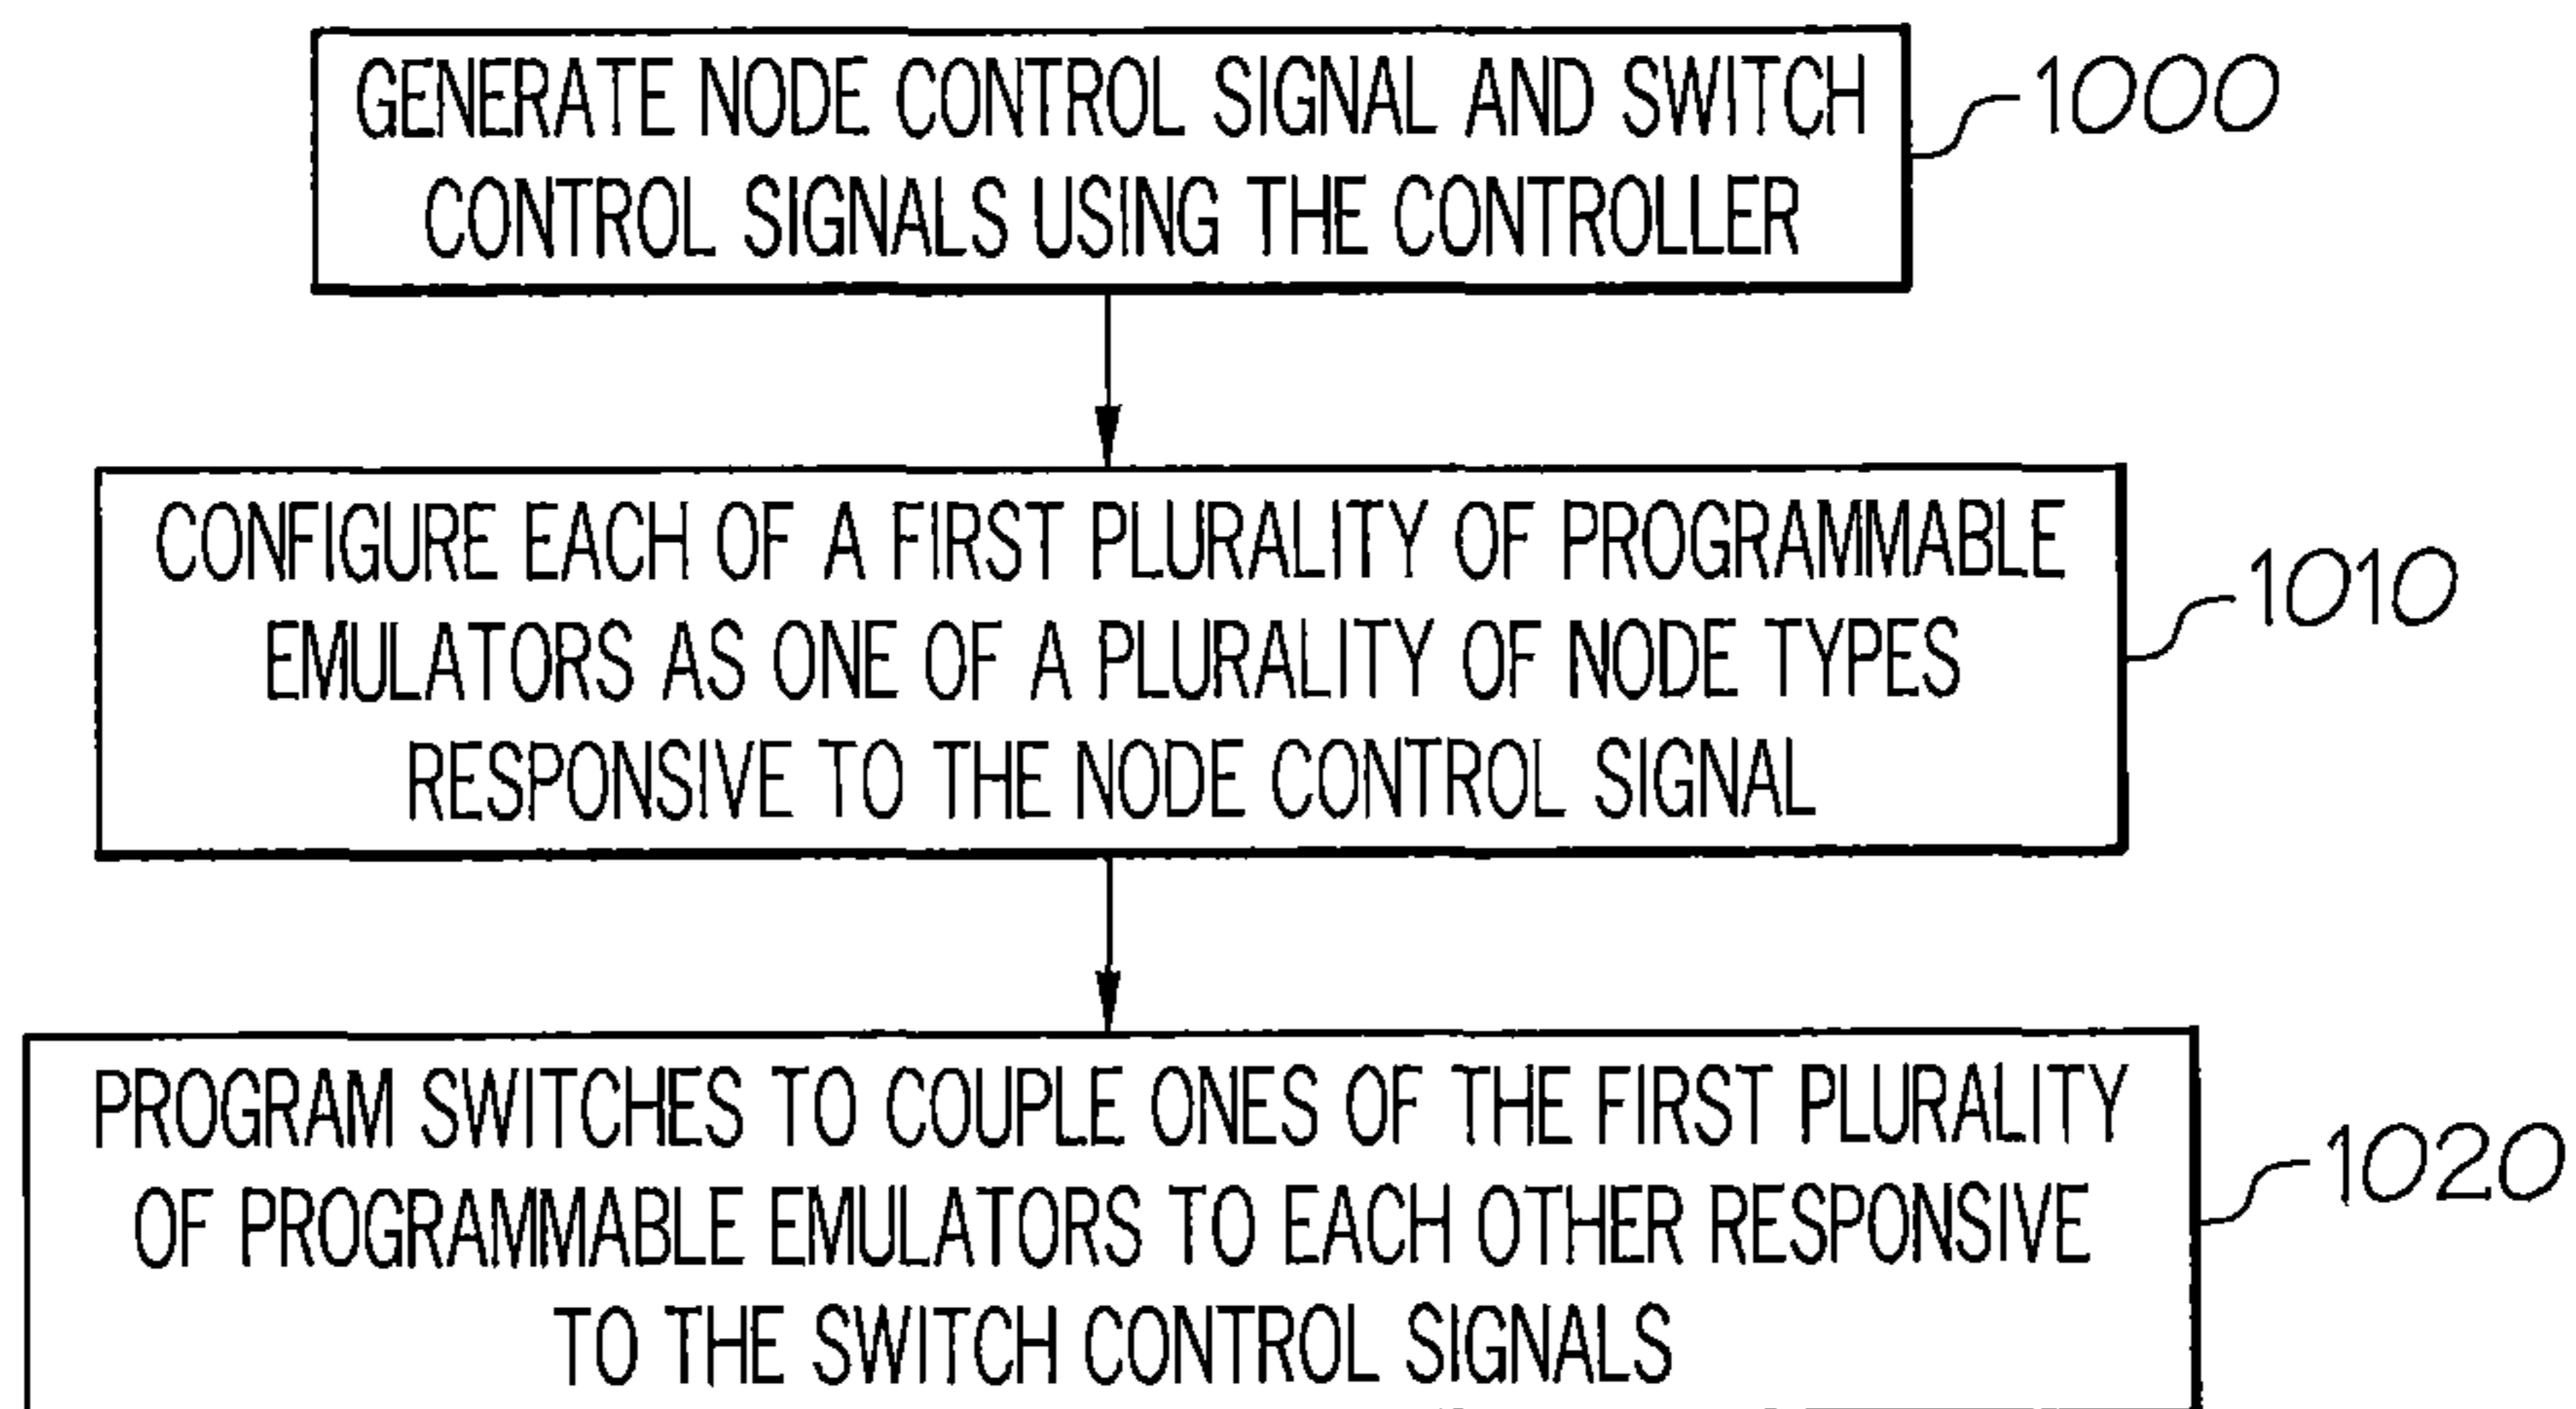 GENERATE NODE CONTROL SIGNAL AND SWITCH
CONTROL SIGNALS USING THE CONTROLLER
1000
CONFIGURE EACH OF A FIRST PLURALITY OF PROGRAMMABLE
EMULATORS AS ONE OF A PLURALITY OF NODE TYPES
RESPONSIVE TO THE NODE CONTROL SIGNAL
1010
PROGRAM SWITCHES TO COUPLE ONES OF THE FIRST PLURALITY
OF PROGRAMMABLE EMULATORS TO EACH OTHER RESPONSIVE
TO THE SWITCH CONTROL SIGNALS
1020